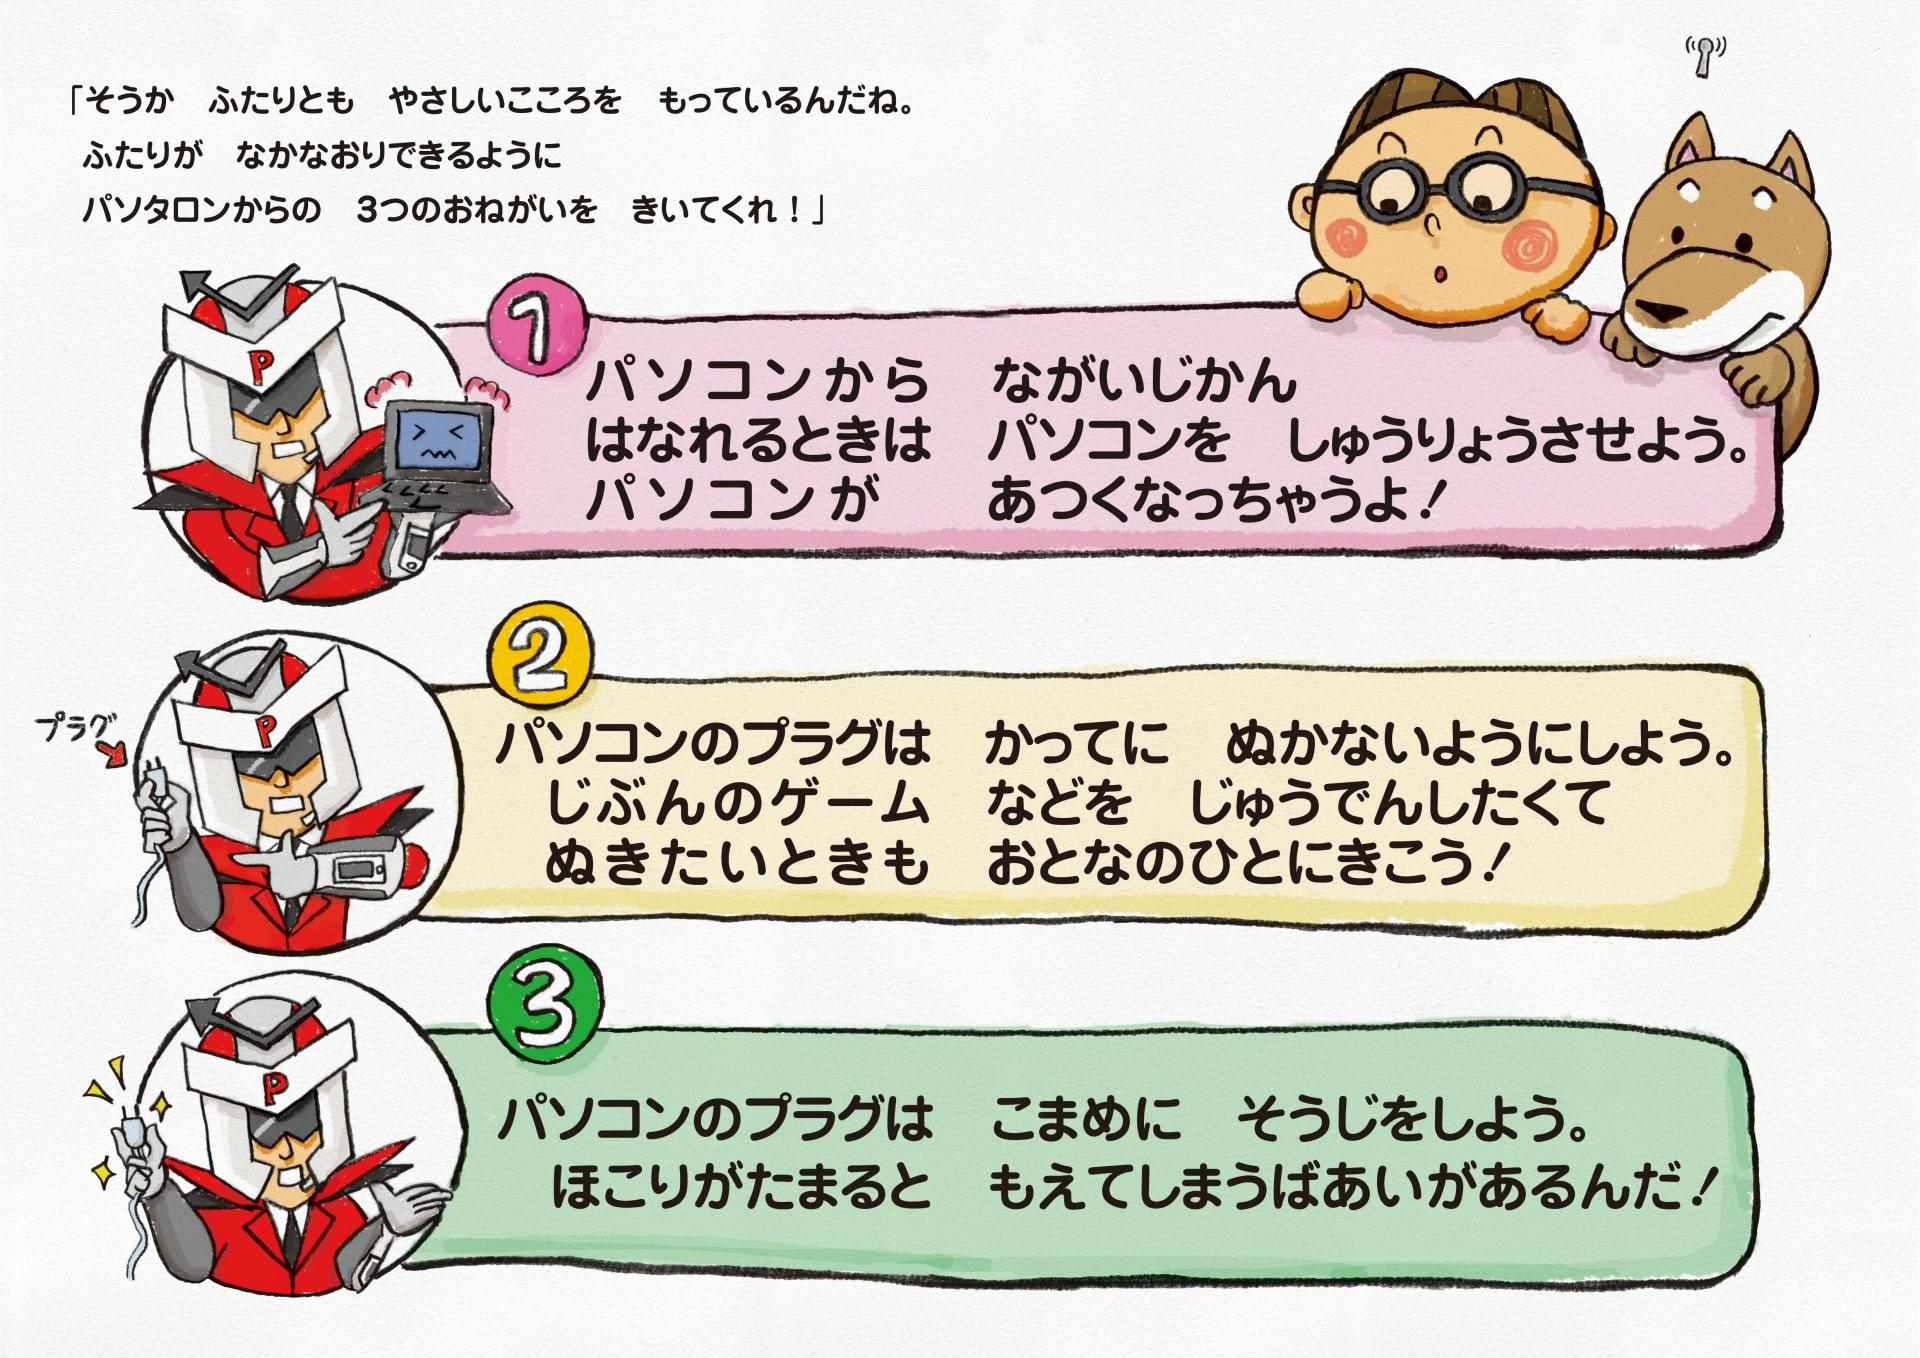 「そうか　ふたりとも　やさしいこころを　もっているんだね。
ふたりが　なかなおりできるように
パソタロンからの　3つのおねがいを　きいてくれ！」
P
1
パソコンから　ながいじかん
はなれるときは　パソコンを　しゅうりょうさせよう。
パソコンが　あつくなっちゃうよ！
プラグ
P
2
パソコンのプラグは　かってに　ぬかないようにしよう。
じぶんのゲーム　などを　じゅうでんしたくて
ぬきたいときも　おとなのひとにきこう！
P
3
パソコンのプラグは　こまめに　そうじをしよう。
ほこりがたまると　もえてしまうばあいがあるんだ！